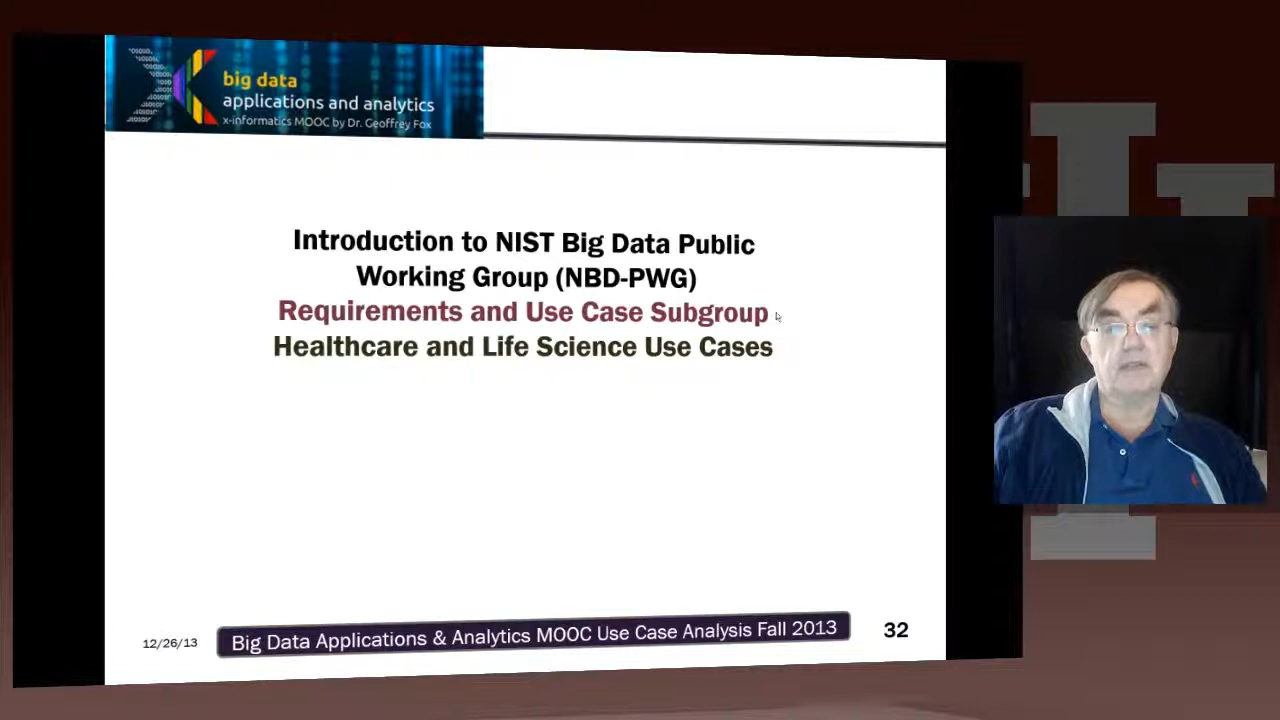 big data
applications and analytics
x-informatics MOOC by Dr. Geoffrey Fox
Introduction to NIST Big Data Public
Working Group (NBD-PWG)
Requirements and Use Case Subgroup
Healthcare and Life Science Use Cases
12/26/13
Big Data Applications & Analytics MOOC Use Case Analysis Fall 2013
32